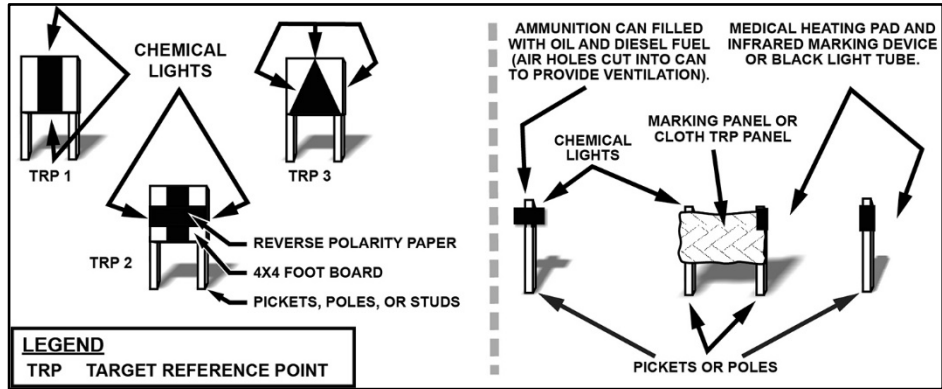 CHEMICAL
LIGHTS
TRP 1
TRP 3
TRP 2
REVERSE POLARITY PAPER
4X4 FOOT BOARD
PICKETS, POLES, OR STUDS
LEGEND
TRP TARGET REFERENCE POINT
AMMUNITION CAN FILLED
WITH OIL AND DIESEL FUEL
(AIR HOLES CUT INTO CAN
TO PROVIDE VENTILATION).
MEDICAL HEATING PAD AND
INFRARED MARKING DEVICE
OR BLACK LIGHT TUBE.
MARKING PANEL OR
CLOTH TRP PANEL
CHEMICAL
LIGHTS
PICKETS OR POLES